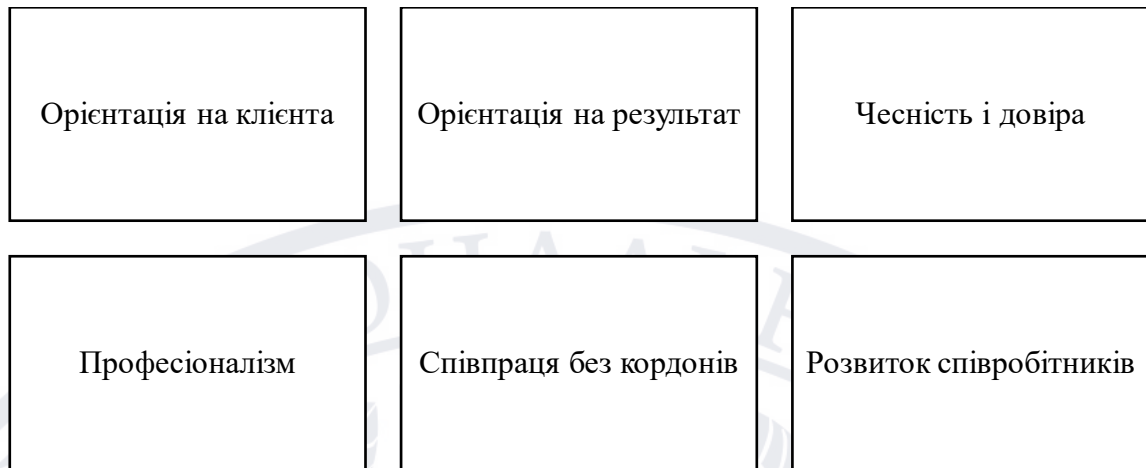 Орієнтація на клієнта
Орієнтація на результат
Чесність і довіра
Професіоналізм
Співпраця без кордонів
Розвиток співробітників